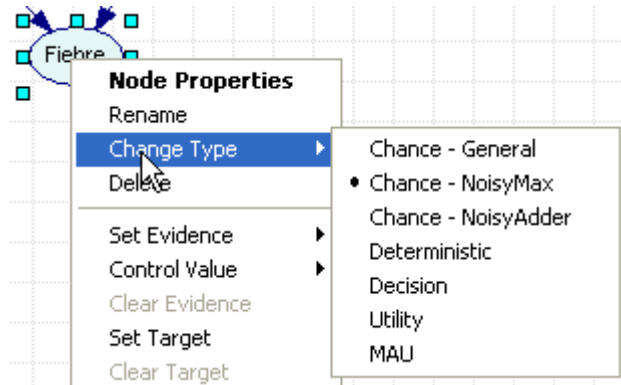 Fiebre
Node Properties
Rename
Change Type
Delete
Set Evidence
Control Value
Clear Evidence
Set Target
Clear Target
Chance - General
Chance - NoisyMax
Chance - NoisyAdder
Deterministic
Decision
Utility
MAU